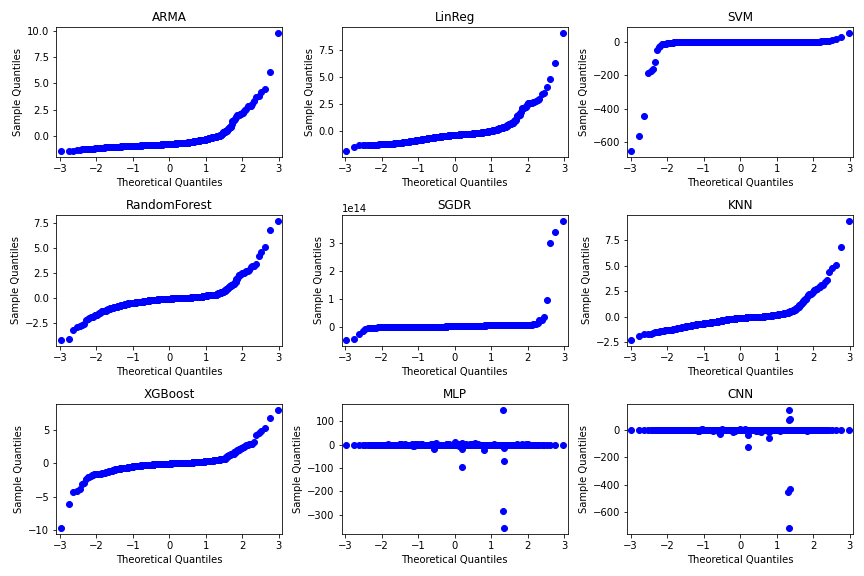 ARMA
LinReg
SVM
10.0
7.5
5.0
2.5
0.0
Sample Quantiles
−3 −2 −1 0 1 2 3
Theoretical Quantiles
7.5
5.0
2.5
0.0
Sample Quantiles
−3 −2 −1 0 1 2 3
Theoretical Quantiles
0
−200
−400
−600
Sample Quantiles
−3 −2 −1 0 1 2 3
Theoretical Quantiles
RandomForest
SGDR
KNN
7.5
5.0
2.5
0.0
−2.5
Sample Quantiles
−3 −2 −1 0 1 2 3
Theoretical Quantiles
1e14
3
2
1
0
Sample Quantiles
−3 −2 −1 0 1 2 3
Theoretical Quantiles
7.5
5.0
2.5
0.0
−2.5
Sample Quantiles
−3 −2 −1 0 1 2 3
Theoretical Quantiles
XGBoost
MLP
CNN
5
0
−5
−10
Sample Quantiles
−3 −2 −1 0 1 2 3
Theoretical Quantiles
100
0
−100
−200
−300
Sample Quantiles
−3 −2 −1 0 1 2 3
Theoretical Quantiles
0
−200
−400
−600
Sample Quantiles
−3 −2 −1 0 1 2 3
Theoretical Quantiles